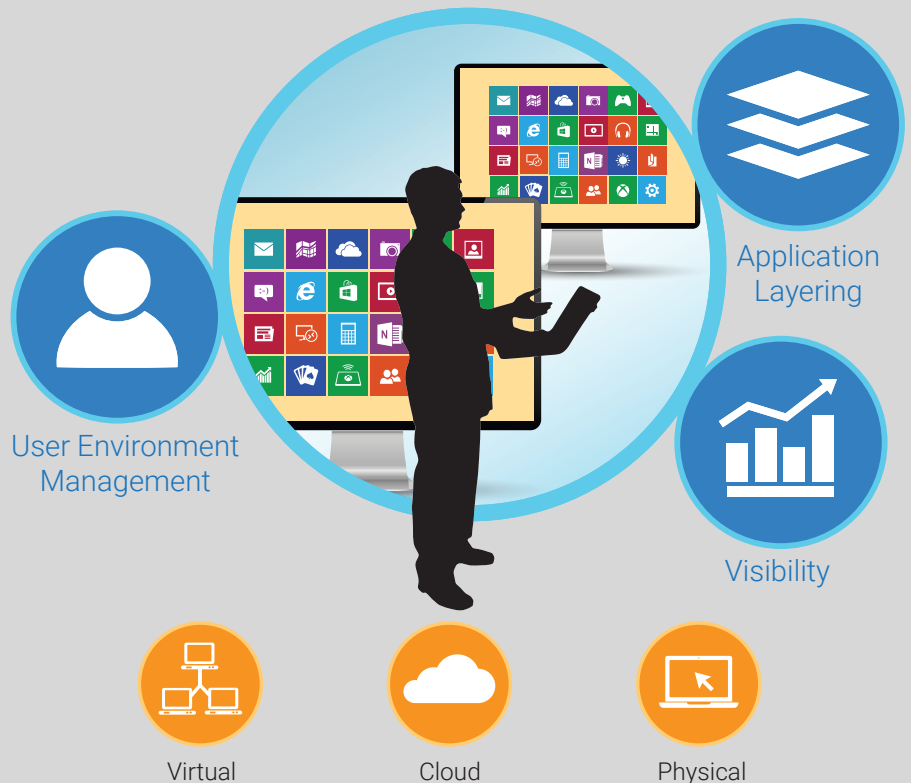 Application
Layering
User Environment
Management
Visibility
Virtual
Cloud
Physical